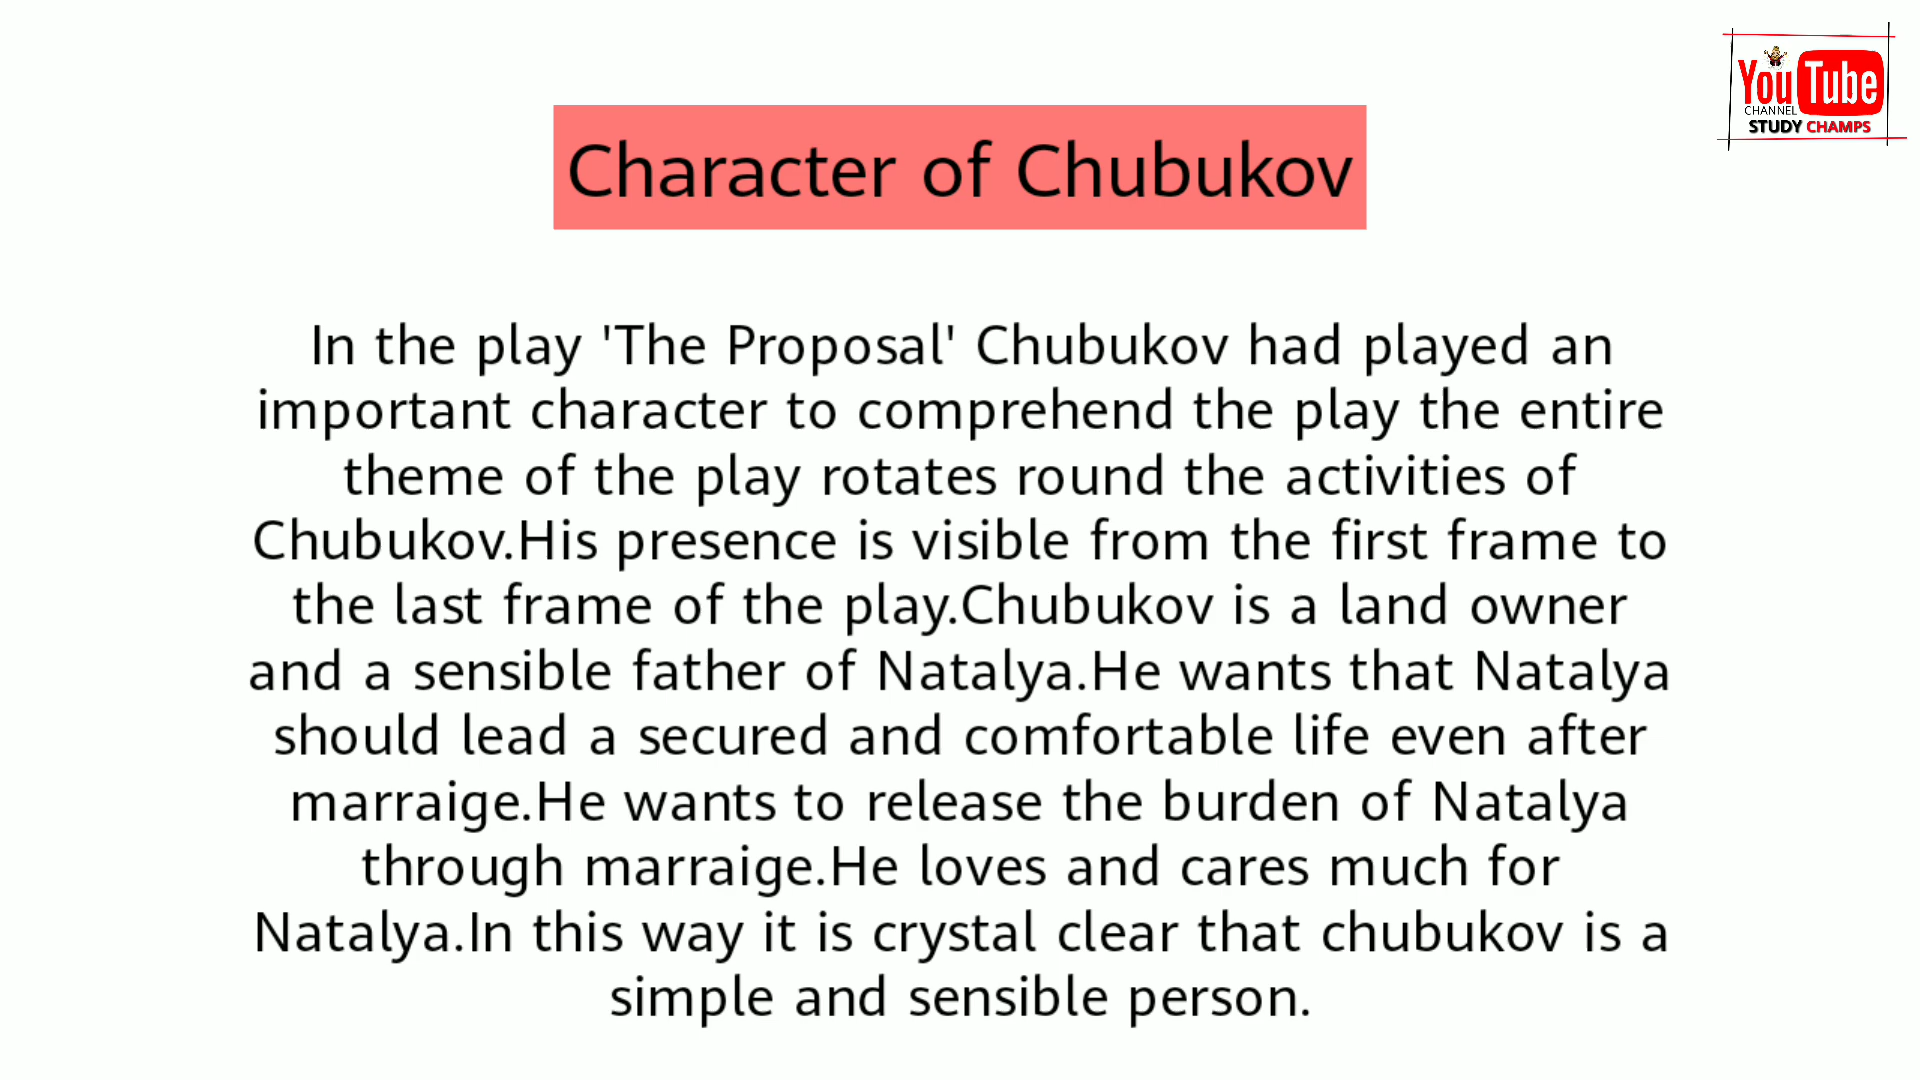 You Tube
CHANNEL
STUDY CHAMPS
Character of Chubukov
In the play 'The Proposal' Chubukov had played an
important character to comprehend the play the entire
theme of the play rotates round the activities of
Chubukov.His presence is visible from the first frame to
the last frame of the play.Chubukov is a land owner
and a sensible father of Natalya.He wants that Natalya
should lead a secured and comfortable life even after
marraige.He wants to release the burden of Natalya
through marraige.He loves and cares much for
Natalya.In this way it is crystal clear that chubukov is a
simple and sensible person.